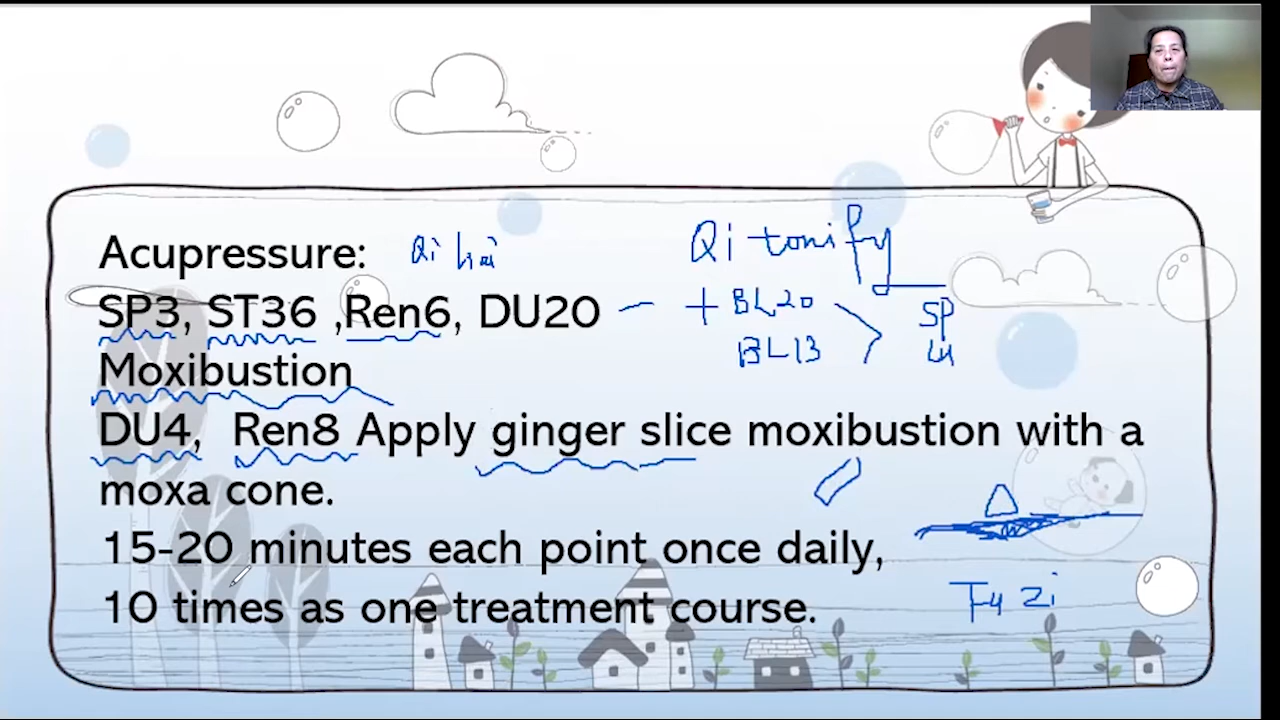 Acupressure: Qi hai
Qi tonify
SP3, ST36 ,Ren6, DU20
+ BL20
SP
BL13
LU
Moxibustion
DU4, Ren8 Apply ginger slice moxibustion with a
moxa cone.
15-20 minutes each point once daily,
Fu Zi
10 times as one treatment course.